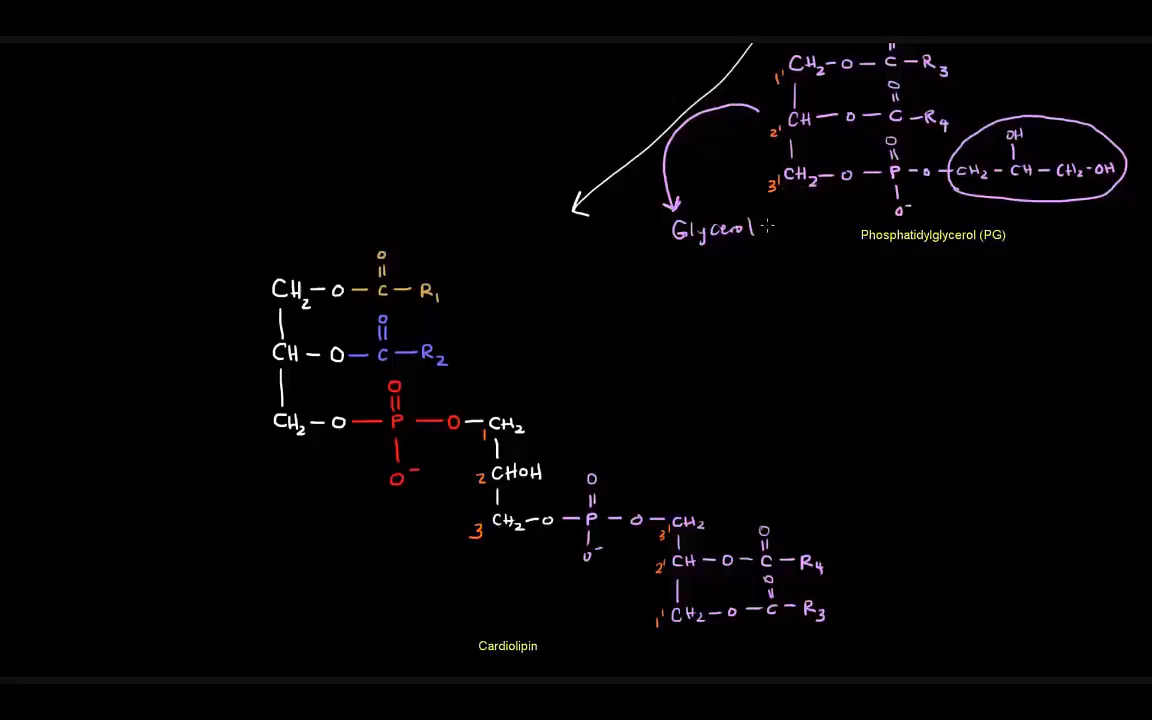 1' CH2-O-C-R3
O
2' CH-O-C-R4
O OH
3' CH2-O-P-O-CH2-CH-CH2-OH
O-
Glycerol
Phosphatidylglycerol (PG)
O
CH2-O-C-R1
O
CH-O-C-R2
O
CH2-O-P-O-CH2
1
O-
2 CHOH
O
3 CH2-O-P-O-CH2
3'
O-
O
2' CH-O-C-R4
O
1' CH2-O-C-R3
Cardiolipin